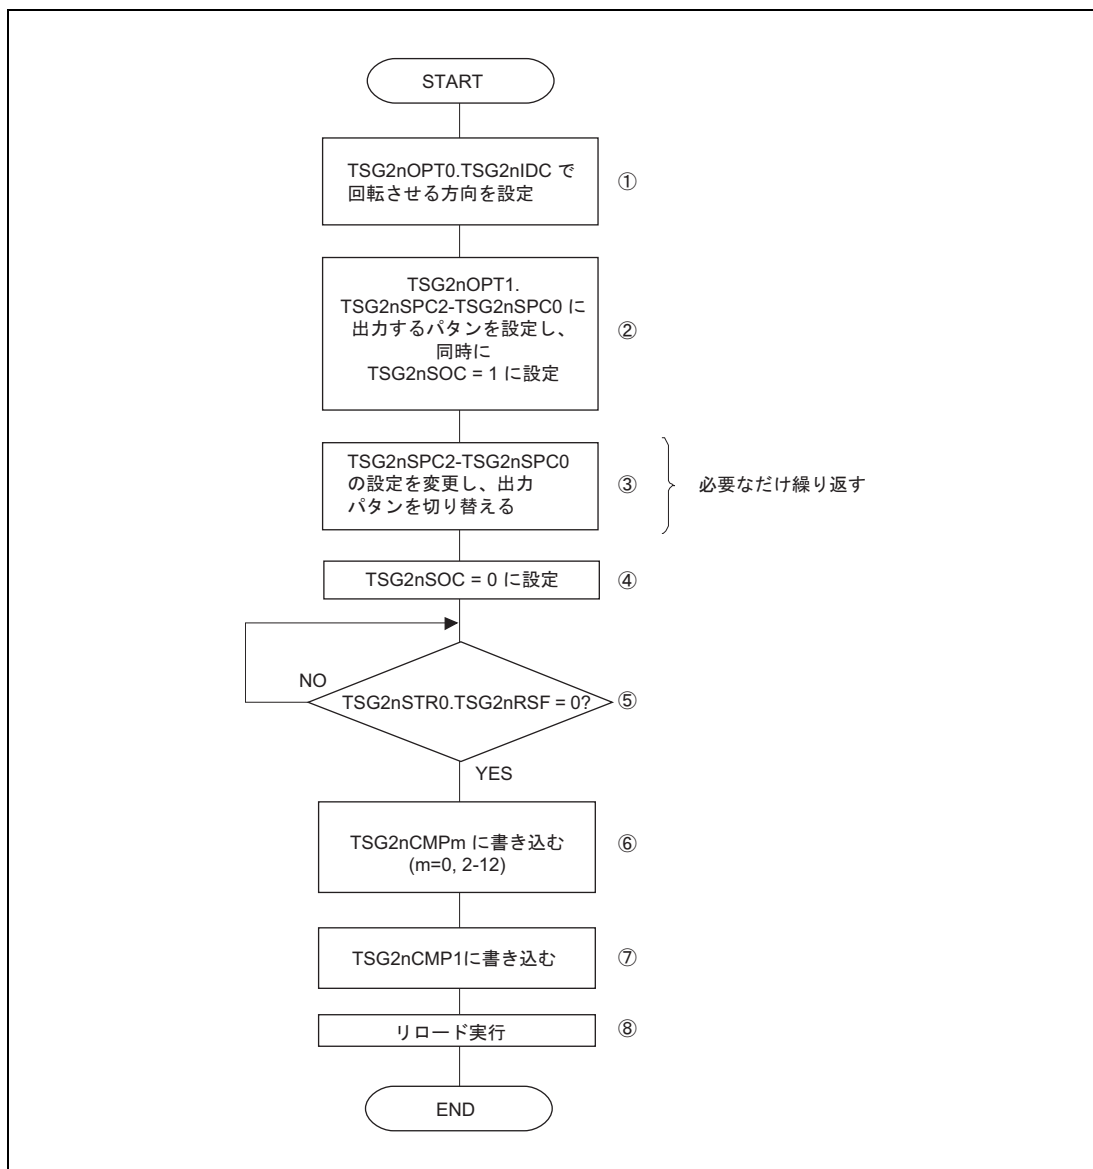 START
TSG2nOPT0.TSG2nIDC で
回転させる方向を設定
①
TSG2nOPT1.
TSG2nSPC2-TSG2nSPC0 に
出力するパタンを設定し、
同時に
TSG2nSOC = 1 に設定
②
TSG2nSPC2-TSG2nSPC0
の設定を変更し、出力
パタンを切り替える
③
必要なだけ繰り返す
TSG2nSOC = 0 に設定
④
NO
TSG2nSTR0.TSG2nRSF = 0?
⑤
YES
TSG2nCMPm に書き込む
(m=0, 2-12)
⑥
TSG2nCMP1に書き込む
⑦
リロード実行
⑧
END